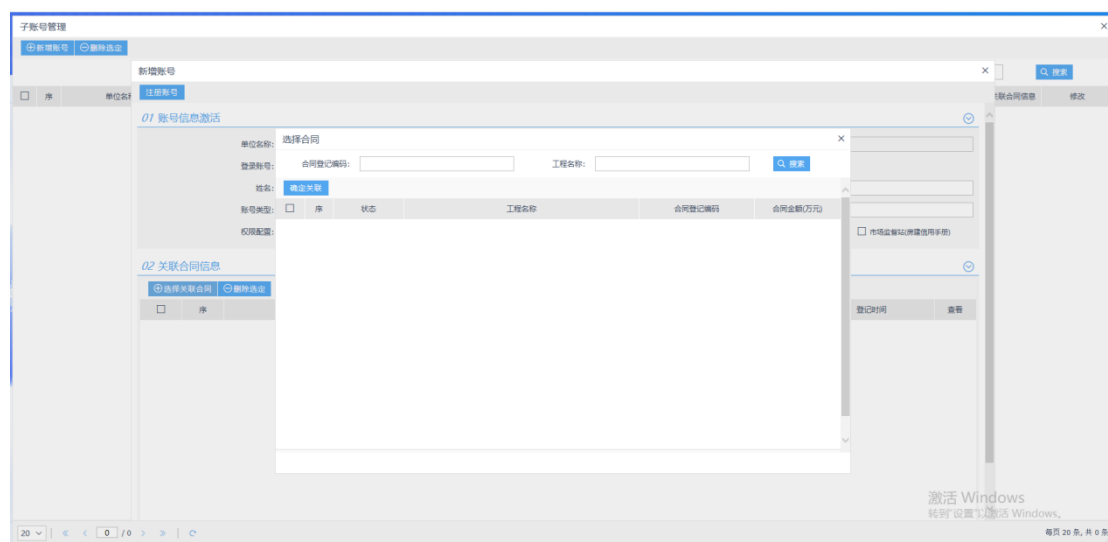 子账号管理
新增账号 删除选定
新增账号
搜索
注册账号
序 单位名称 关联合同信息 修改
01 账号信息激活
单位名称:
选择合同
合同登记编码: 工程名称: 搜索
登录账号:
姓名:
确定关联
账号类型:
序 状态 工程名称 合同登记编码 合同金额(万元)
权限配置: 市场监督站(房建信用手册)
02 关联合同信息
选择关联合同 删除选定
序 登记时间 查看
激活 Windows
转到"设置"以激活 Windows。
20 0 / 0 每页 20 条, 共 0 条